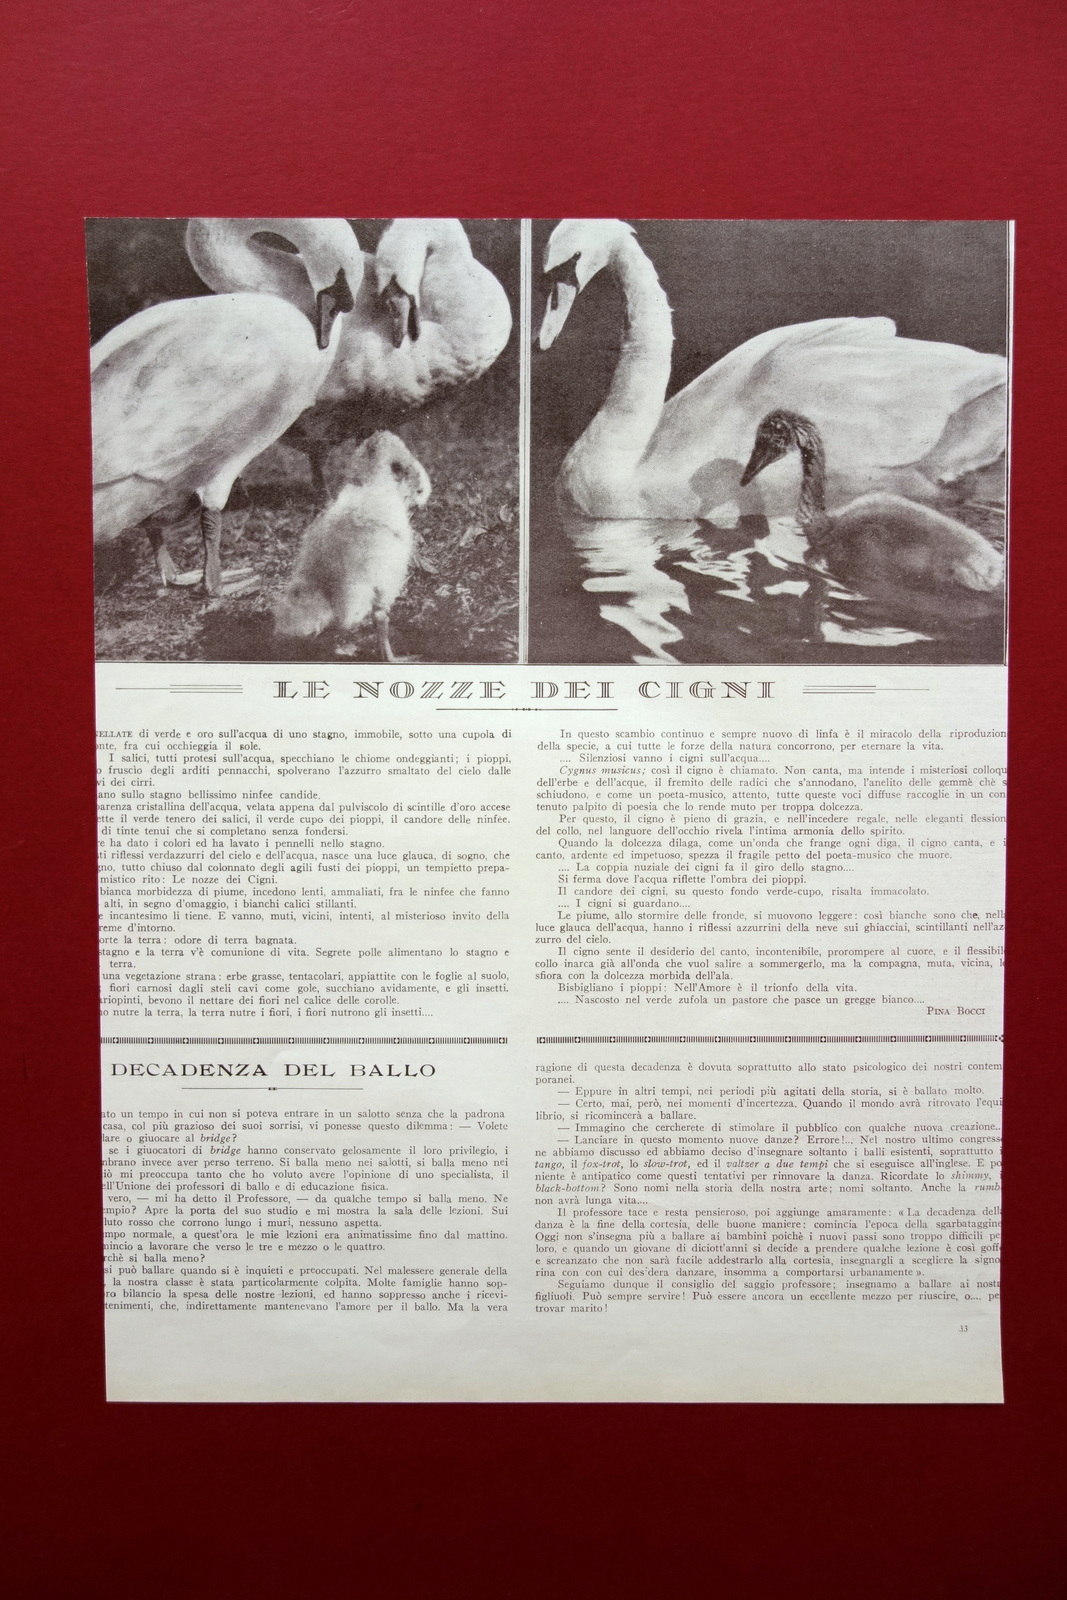 LE NOZZE DEI CIGNI
ELLATE di verde e oro sull'acqua di uno stagno, immobile, sotto una cupola di
onte, fra cui occhieggia il sole.
I salici, tutti protesi sull'acqua, specchiano le chiome ondeggianti; i pioppi,
o fruscìo degli arditi pennacchi, spolverano l'azzurro smaltato del cielo dalle
vi dei cirri.
ano sullo stagno bellissimo ninfee candide.
parenza cristallina dell'acqua, velata appena dal pulviscolo di scintille d'oro accese
ette il verde tenero dei salici, il verde cupo dei pioppi, il candore delle ninfee.
di tinte tenui che si completano senza fondersi.
e ha dato i colori ed ha lavato i pennelli nello stagno.
ti riflessi verdazzurri del cielo e dell'acqua, nasce una luce glauca, di sogno, che
gno, tutto chiuso dal colonnato degli agili fusti dei pioppi, un tempietto prepa-
mistico rito: Le nozze dei Cigni.
bianca morbidezza di piume, incedono lenti, ammaliati, fra le ninfee che fanno
alti, in segno d'omaggio, i bianchi calici stillanti.
e incantesimo li tiene. E vanno, muti, vicini, intenti, al misterioso invito della
reme d'intorno.
orte la terra: odore di terra bagnata.
stagno e la terra v'è comunione di vita. Segrete polle alimentano lo stagno e
terra.
una vegetazione strana: erbe grasse, tentacolari, appiattite con le foglie al suolo,
fiori carnosi dagli steli cavi come gole, succhiano avidamente, e gli insetti.
ariopinti, bevono il nettare dei fiori nel calice delle corolle.
no nutre la terra, la terra nutre i fiori, i fiori nutrono gli insetti....
In questo scambio continuo e sempre nuovo di linfa è il miracolo della riproduzion
della specie, a cui tutte le forze della natura concorrono, per eternare la vita.
.... Silenziosi vanno i cigni sull'acqua....
Cygnus musicus; così il cigno è chiamato. Non canta, ma intende i misteriosi colloqu
dell'erbe e dell'acque, il fremito delle radici che s'annodano, l'anelito delle gemmè chè s
schiudono, e come un poeta-musico, attento, tutte queste voci diffuse raccoglie in un con
tenuto palpito di poesia che lo rende muto per troppa dolcezza.
Per questo, il cigno è pieno di grazia, e nell'incedere regale, nelle eleganti flession
del collo, nel languore dell'occhio rivela l'intima armonia dello spirito.
Quando la dolcezza dilaga, come un'onda che frange ogni diga, il cigno canta, e i
canto, ardente ed impetuoso, spezza il fragile petto del poeta-musico che muore.
.... La coppia nuziale dei cigni fa il giro dello stagno....
Si ferma dove l'acqua riflette l'ombra dei pioppi.
Il candore dei cigni, su questo fondo verde-cupo, risalta immacolato.
.... I cigni si guardano....
Le piume, allo stormire delle fronde, si muovono leggere: così bianche sono che, nell
luce glauca dell'acqua, hanno i riflessi azzurrini della neve sui ghiacciai, scintillanti nell'az
zurro del cielo.
Il cigno sente il desiderio del canto, incontenibile, prorompere al cuore, e il flessibil
collo inarca già all'onda che vuol salire a sommergerlo, ma la compagna, muta, vicina, l
sfiora con la dolcezza morbida dell'ala.
Bisbigliano i pioppi: Nell'Amore è il trionfo della vita.
.... Nascosto nel verde zufola un pastore che pasce un gregge bianco....
PINA BOCCI
DECADENZA DEL BALLO
ato un tempo in cui non si poteva entrare in un salotto senza che la padrona
casa, col più grazioso dei suoi sorrisi, vi ponesse questo dilemma: — Volete
lare o giuocare al bridge?
se i giuocatori di bridge hanno conservato gelosamente il loro privilegio, i
mbrano invece aver perso terreno. Si balla meno nei salotti, si balla meno nei
iò mi preoccupa tanto che ho voluto avere l'opinione di uno specialista, il
ell'Unione dei professori di ballo e di educazione fisica.
vero, — mi ha detto il Professore, — da qualche tempo si balla meno. Ne
empio? Apre la porta del suo studio e mi mostra la sala delle lezioni. Sui
luto rosso che corrono lungo i muri, nessuno aspetta.
mpo normale, a quest'ora le mie lezioni era animatissime fino dal mattino.
mincio a lavorare che verso le tre e mezzo o le quattro.
rchè si balla meno?
si può ballare quando si è inquieti e preoccupati. Nel malessere generale della
la nostra classe è stata particolarmente colpita. Molte famiglie hanno sop-
ro bilancio la spesa delle nostre lezioni, ed hanno soppresso anche i ricevi-
tenimenti, che, indirettamente mantenevano l'amore per il ballo. Ma la vera
ragione di questa decadenza è dovuta soprattutto allo stato psicologico dei nostri contem
poranei.
— Eppure in altri tempi, nei periodi più agitati della storia, si è ballato molto.
— Certo, mai, però, nei momenti d'incertezza. Quando il mondo avrà ritrovato l'equi
librio, si ricomincerà a ballare.
— Immagino che cercherete di stimolare il pubblico con qualche nuova creazione..
— Lanciare in questo momento nuove danze? Errore!... Nel nostro ultimo congress
ne abbiamo discusso ed abbiamo deciso d'insegnare soltanto i balli esistenti, soprattutto i
tango, il fox-trot, lo slow-trot, ed il valtzer a due tempi che si eseguisce all'inglese. E po
niente è antipatico come questi tentativi per rinnovare la danza. Ricordate lo shimmy, i
black-bottom? Sono nomi nella storia della nostra arte; nomi soltanto. Anche la rumb
non avrà lunga vita....
Il professore tace e resta pensieroso, poi aggiunge amaramente: « La decadenza dell
danza è la fine della cortesia, delle buone maniere: comincia l'epoca della sgarbataggine
Oggi non s'insegna più a ballare ai bambini poichè i nuovi passi sono troppo difficili pe
loro, e quando un giovane di diciott'anni si decide a prendere qualche lezione è così goff
e screanzato che non sarà facile addestrarlo alla cortesia, insegnargli a scegliere la signo
rina con con cui des'dera danzare, insomma a comportarsi urbanamente ».
Seguiamo dunque il consiglio del saggio professore; insegnamo a ballare ai nostr
figliuoli. Può sempre servire! Può essere ancora un eccellente mezzo per riuscire, o.... pe
trovar marito!
33